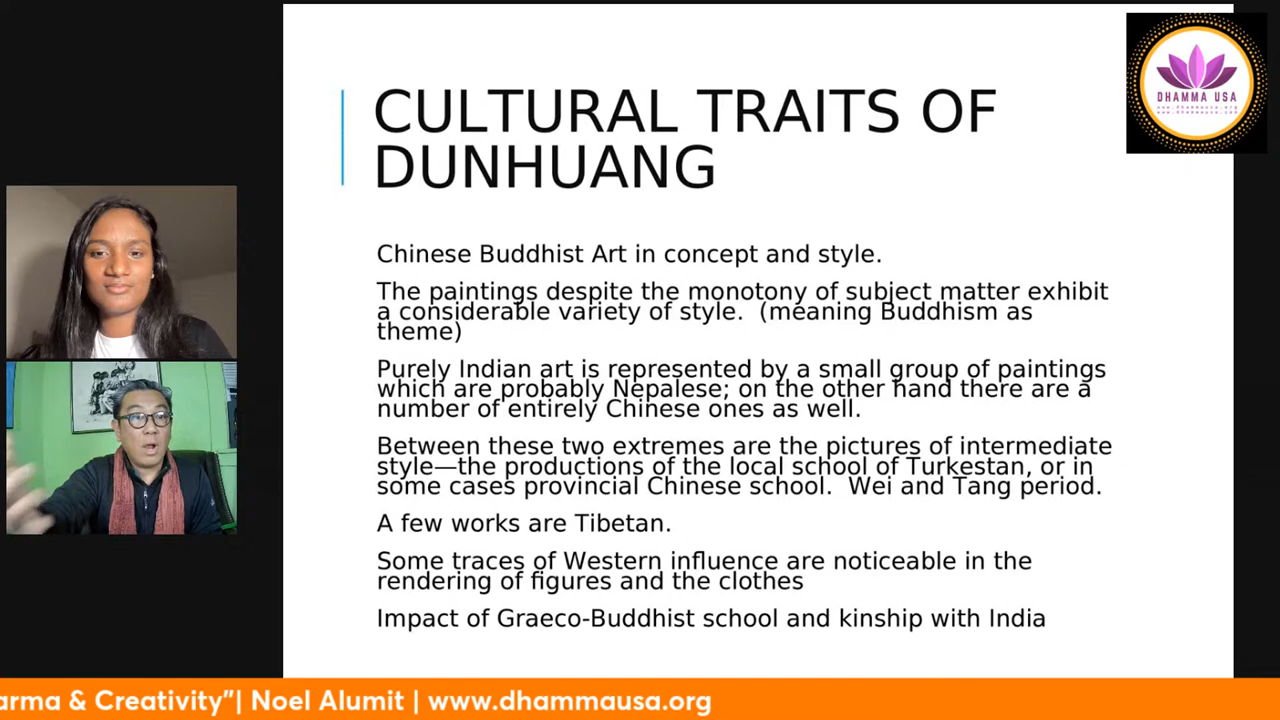 CULTURAL TRAITS OF
DUNHUANG
DHAMMA USA
Chinese Buddhist Art in concept and style.
The paintings despite the monotony of subject matter exhibit
a considerable variety of style.  (meaning Buddhism as
theme)
Purely Indian art is represented by a small group of paintings
which are probably Nepalese; on the other hand there are a
number of entirely Chinese ones as well.
Between these two extremes are the pictures of intermediate
style—the productions of the local school of Turkestan, or in
some cases provincial Chinese school.  Wei and Tang period.
A few works are Tibetan.
Some traces of Western influence are noticeable in the
rendering of figures and the clothes
Impact of Graeco-Buddhist school and kinship with India
arma & Creativity"| Noel Alumit | www.dhammausa.org